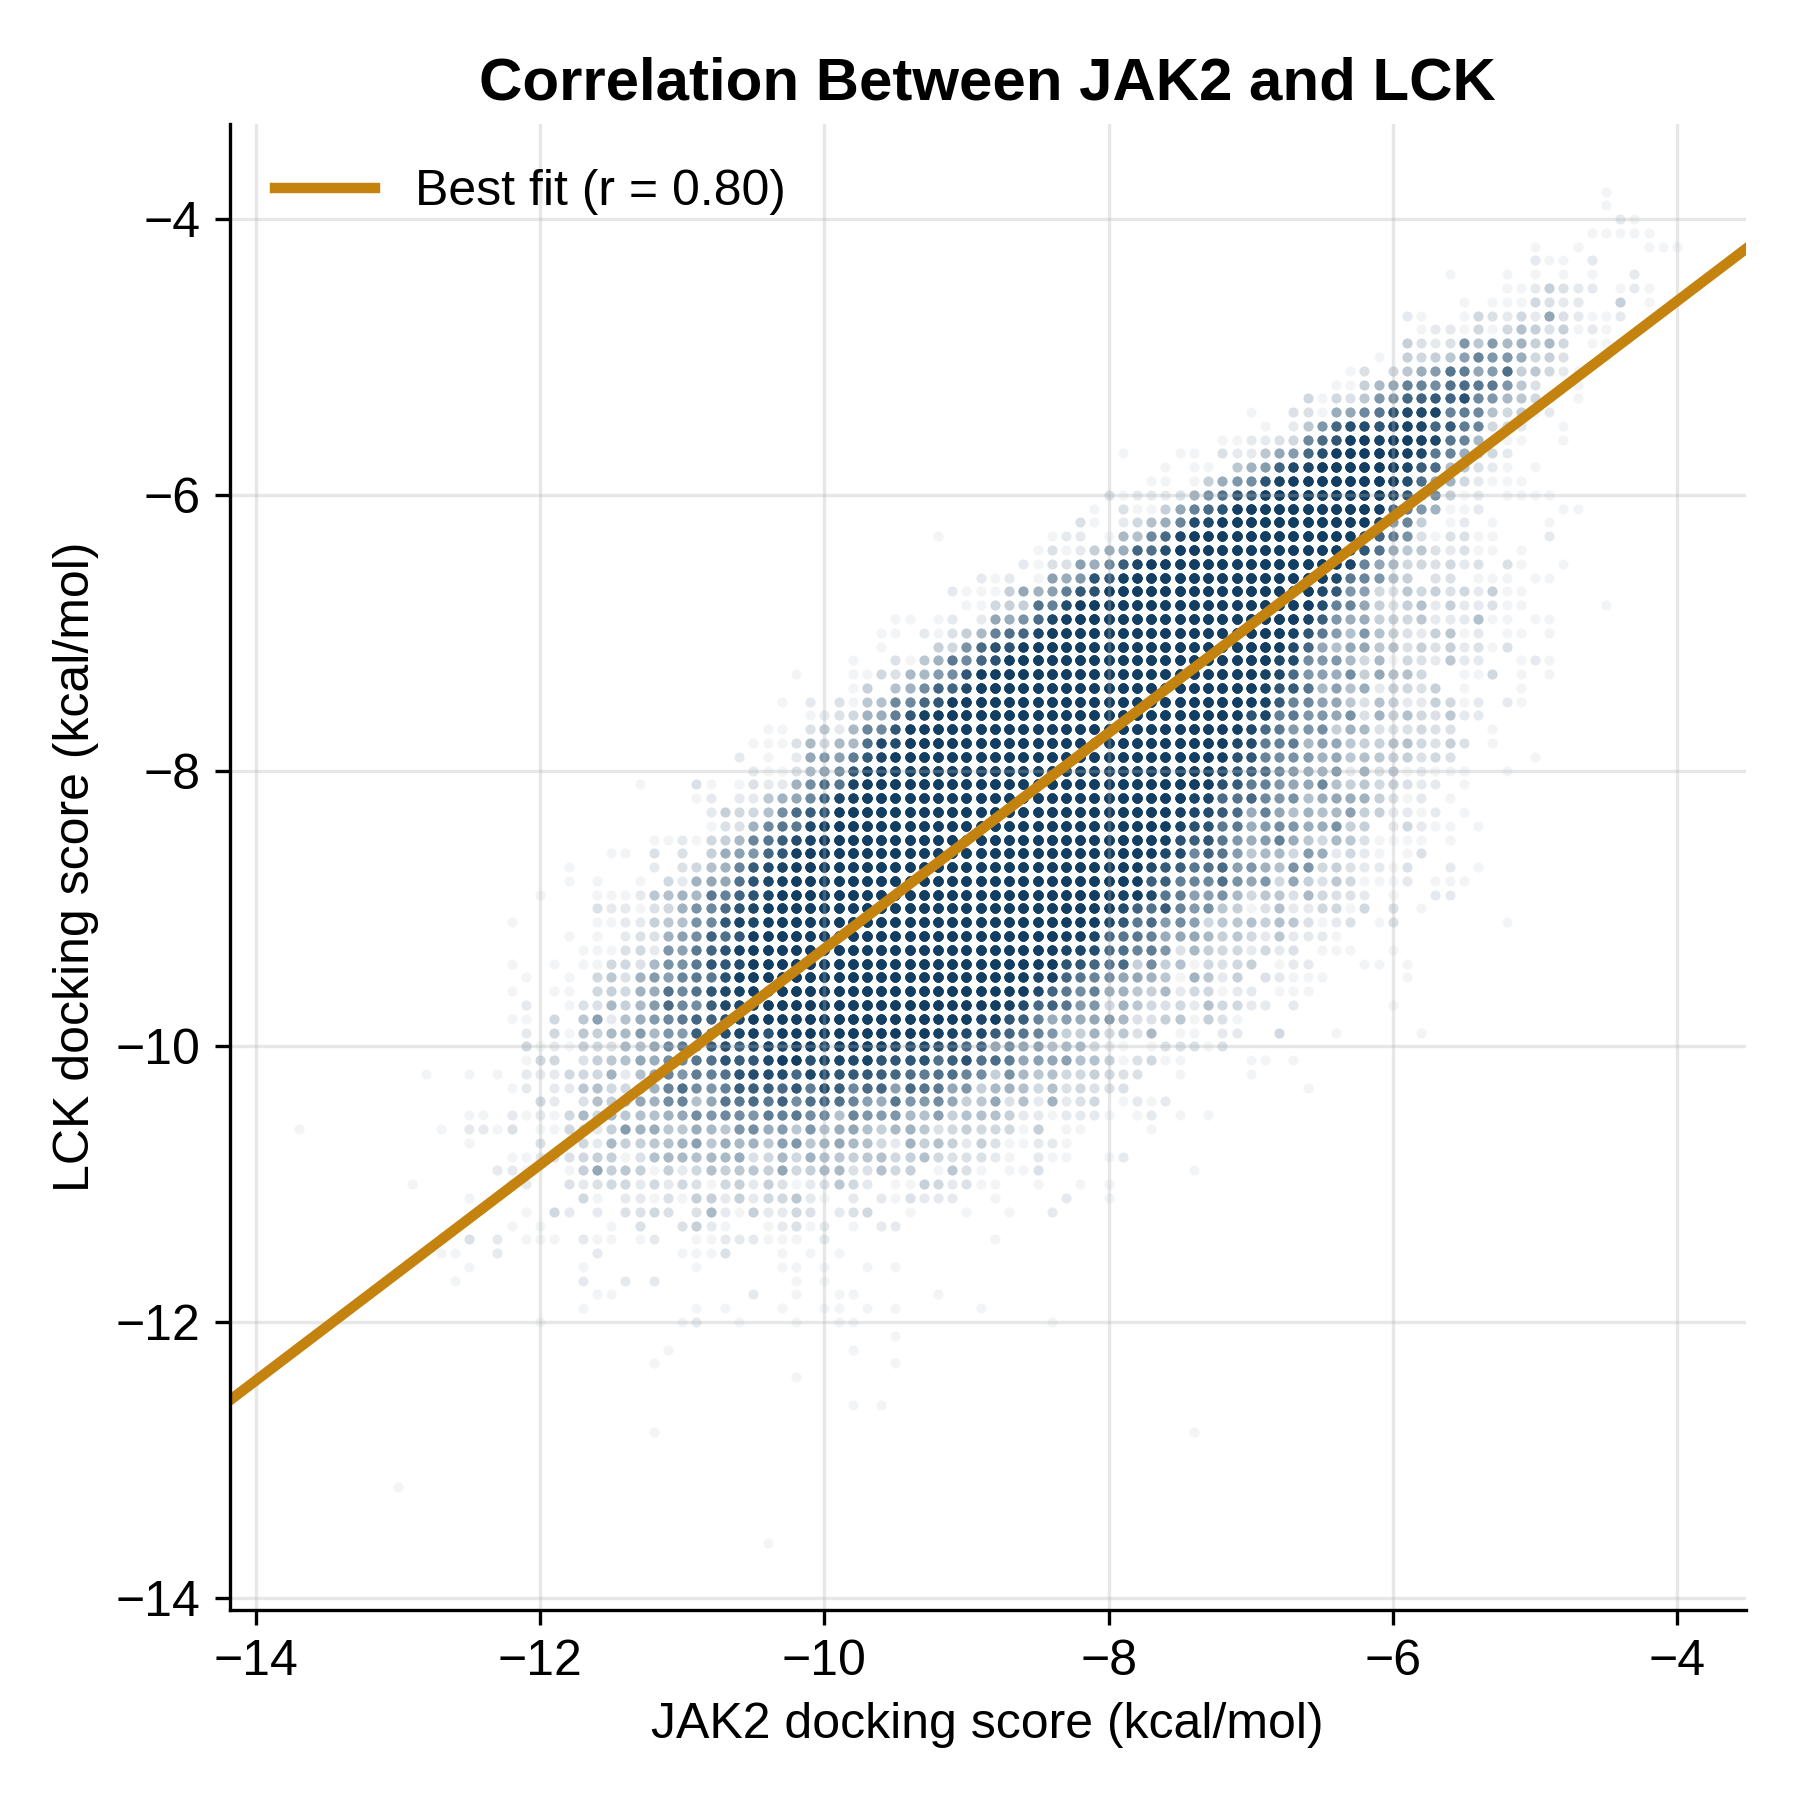 Correlation Between JAK2 and LCK
Best fit (r = 0.80)
−4
−6
−8
−10
−12
−14
LCK docking score (kcal/mol)
−14 −12 −10 −8 −6 −4
JAK2 docking score (kcal/mol)